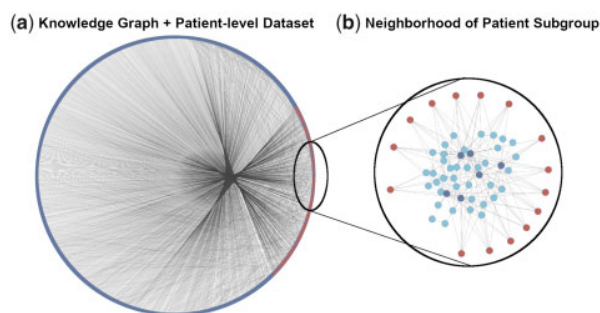 (a) Knowledge Graph + Patient-level Dataset
(b) Neighborhood of Patient Subgroup